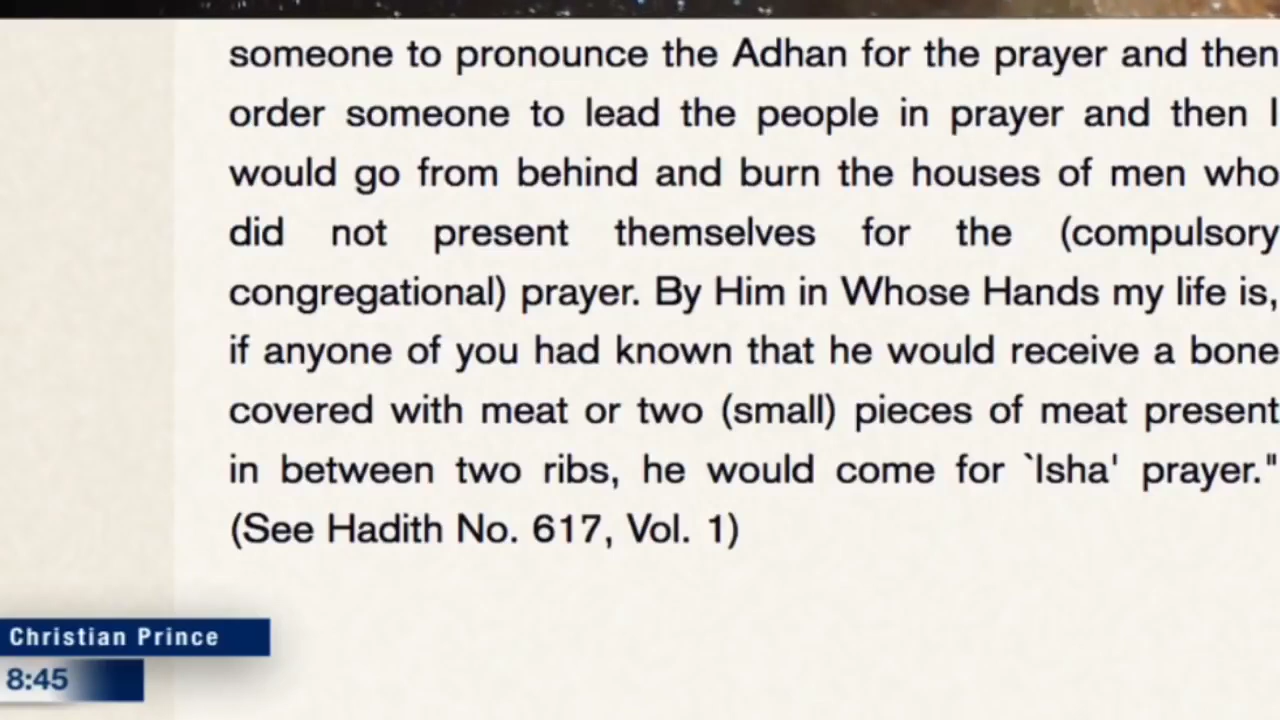 someone to pronounce the Adhan for the prayer and then
order someone to lead the people in prayer and then I
would go from behind and burn the houses of men who
did not present themselves for the (compulsory
congregational) prayer. By Him in Whose Hands my life is,
if anyone of you had known that he would receive a bone
covered with meat or two (small) pieces of meat present
in between two ribs, he would come for `Isha' prayer."
(See Hadith No. 617, Vol. 1)
Christian Prince
8:45